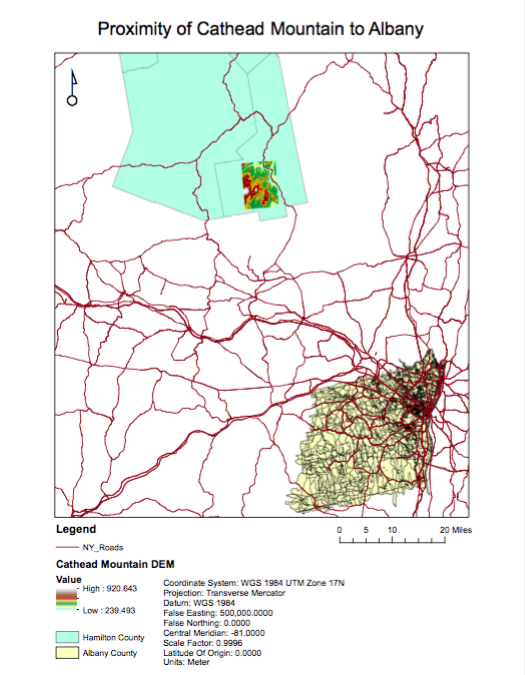 Proximity of Cathead Mountain to Albany
Legend
0 5 10 20 Miles
NY_Roads
Cathead Mountain DEM
Value
High : 920.643
Low : 239.493
Hamilton County
Albany County
Coordinate System: WGS 1984 UTM Zone 17N
Projection: Transverse Mercator
Datum: WGS 1984
False Easting: 500,000.0000
False Northing: 0.0000
Central Meridian: -81.0000
Scale Factor: 0.9996
Latitude Of Origin: 0.0000
Units: Meter